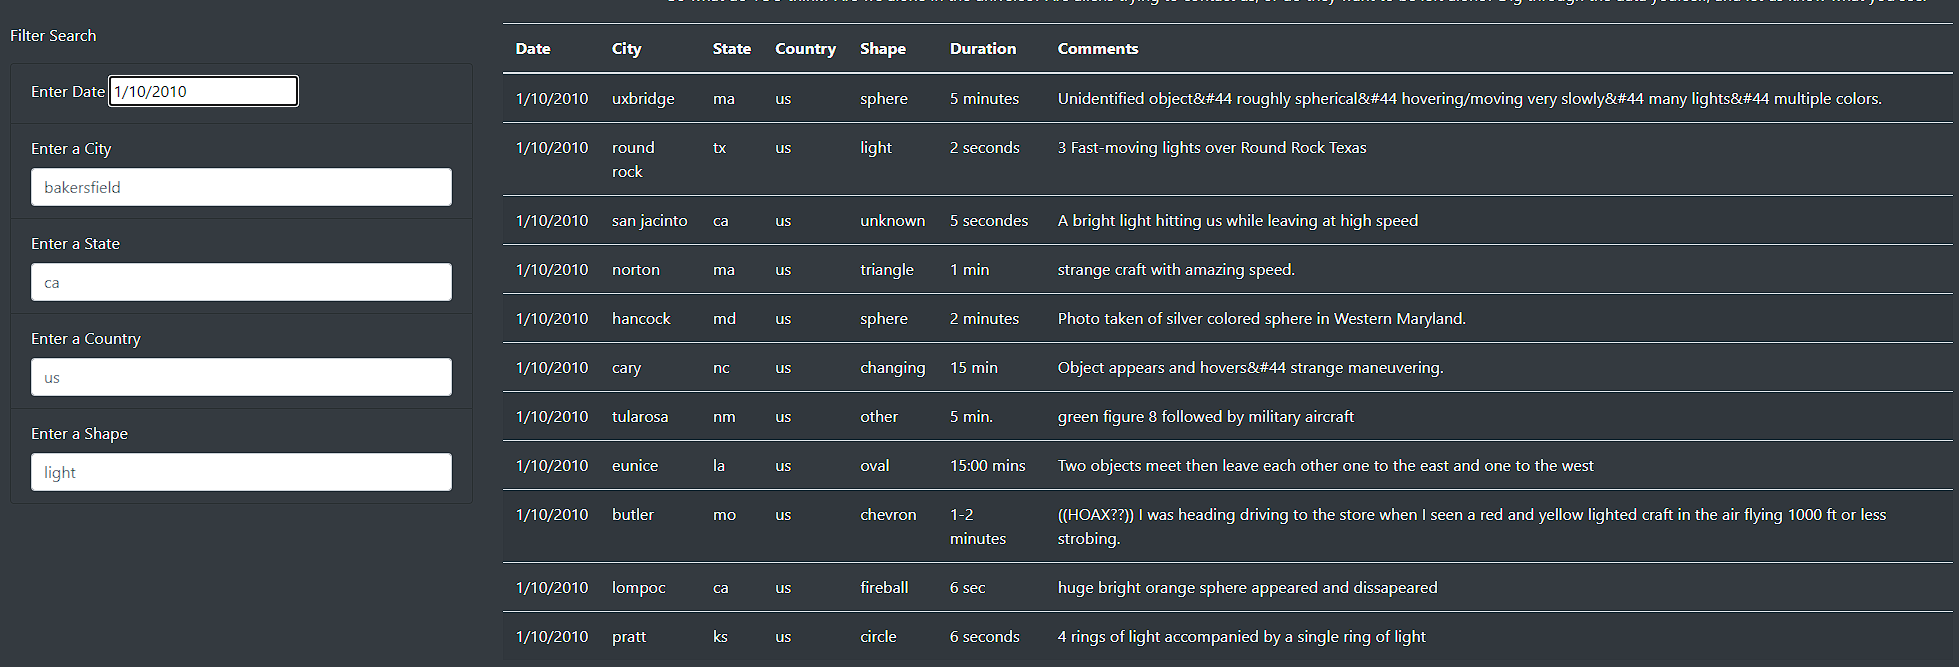 Filter Search
Enter Date 1/10/2010
Enter a City
bakersfield
Enter a State
ca
Enter a Country
us
Enter a Shape
light
Date City State Country Shape Duration Comments
1/10/2010 uxbridge ma us sphere 5 minutes Unidentified object&#44 roughly spherical&#44 hovering/moving very slowly&#44 many lights&#44 multiple colors.
1/10/2010 round tx us light 2 seconds 3 Fast-moving lights over Round Rock Texas
rock
1/10/2010 san jacinto ca us unknown 5 secondes A bright light hitting us while leaving at high speed
1/10/2010 norton ma us triangle 1 min strange craft with amazing speed.
1/10/2010 hancock md us sphere 2 minutes Photo taken of silver colored sphere in Western Maryland.
1/10/2010 cary nc us changing 15 min Object appears and hovers&#44 strange maneuvering.
1/10/2010 tularosa nm us other 5 min. green figure 8 followed by military aircraft
1/10/2010 eunice la us oval 15:00 mins Two objects meet then leave each other one to the east and one to the west
1/10/2010 butler mo us chevron 1-2 ((HOAX??)) I was heading driving to the store when I seen a red and yellow lighted craft in the air flying 1000 ft or less
minutes strobing.
1/10/2010 lompoc ca us fireball 6 sec huge bright orange sphere appeared and dissapeared
1/10/2010 pratt ks us circle 6 seconds 4 rings of light accompanied by a single ring of light